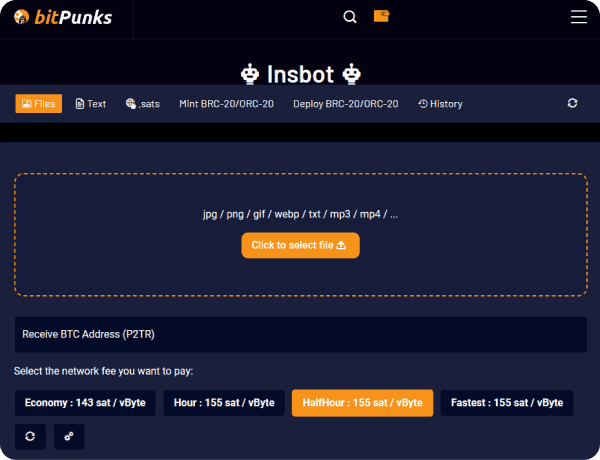 bitPunks
Insbot
Files Text .sats Mint BRC-20/ORC-20 Deploy BRC-20/ORC-20 History
jpg / png / gif / webp / txt / mp3 / mp4 / ...
Click to select file
Receive BTC Address (P2TR)
Select the network fee you want to pay:
Economy : 143 sat / vByte Hour : 155 sat / vByte HalfHour : 155 sat / vByte Fastest : 155 sat / vByte